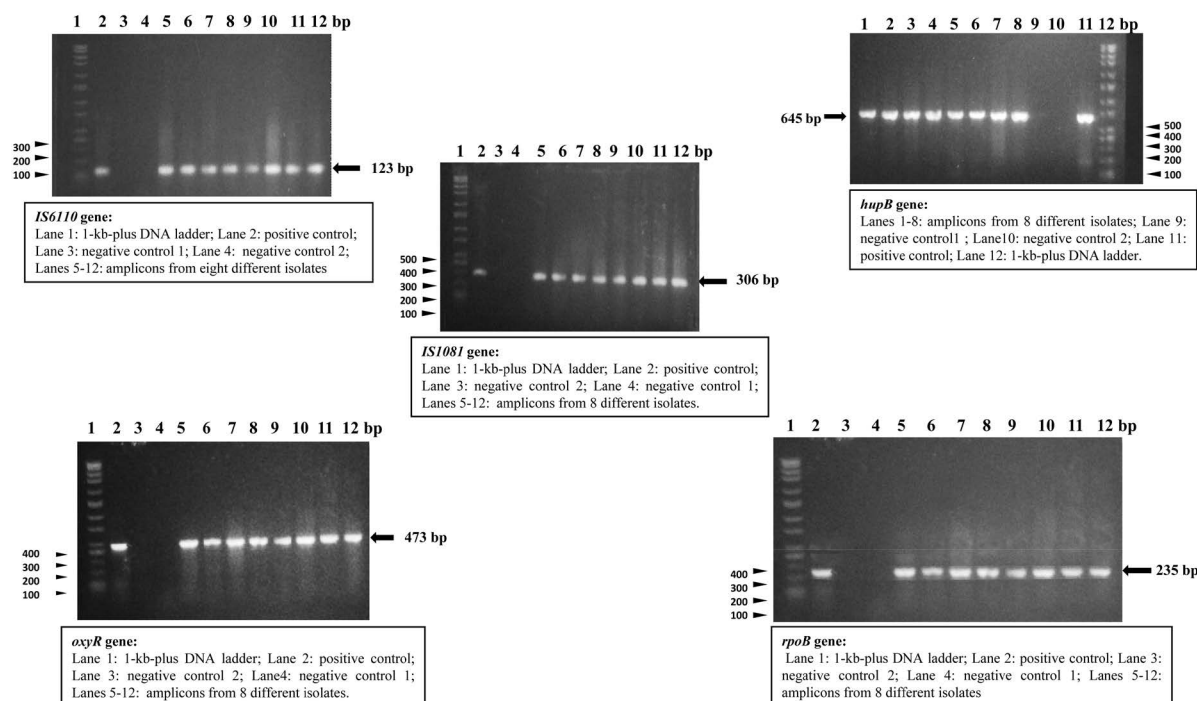 1 2 3 4 5 6 7 8 9 10 11 12 bp
300
200
100
123 bp
IS6110 gene:
Lane 1: 1-kb-plus DNA ladder; Lane 2: positive control;
Lane 3: negative control 1; Lane 4: negative control 2;
Lanes 5-12: amplicons from eight different isolates
1 2 3 4 5 6 7 8 9 10 11 12 bp
500
400
300
200
100
306 bp
IS1081 gene:
Lane 1: 1-kb-plus DNA ladder; Lane 2: positive control;
Lane 3: negative control 2; Lane 4: negative control 1;
Lanes 5-12: amplicons from 8 different isolates.
1 2 3 4 5 6 7 8 9 10 11 12 bp
645 bp
500
400
300
200
100
hupB gene:
Lanes 1-8: amplicons from 8 different isolates; Lane 9:
negative control1 ; Lane10: negative control 2; Lane 11:
positive control; Lane 12: 1-kb-plus DNA ladder.
1 2 3 4 5 6 7 8 9 10 11 12 bp
400
300
200
100
473 bp
oxyR gene:
Lane 1: 1-kb-plus DNA ladder; Lane 2: positive control;
Lane 3: negative control 2; Lane4: negative control 1;
Lanes 5-12: amplicons from 8 different isolates.
1 2 3 4 5 6 7 8 9 10 11 12 bp
400
300
200
100
235 bp
rpoB gene:
Lane 1: 1-kb-plus DNA ladder; Lane 2: positive control; Lane 3:
negative control 2; Lane 4: negative control 1; Lanes 5-12:
amplicons from 8 different isolates